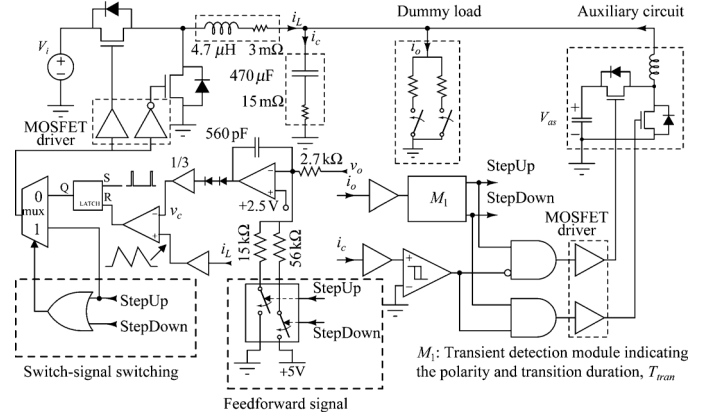 Dummy load
Auxiliary circuit
V_i
i_L
i_c
4.7 μH
3 mΩ
470 μF
15 mΩ
i_o
V_as
+
−
MOSFET
driver
560 pF
1/3
2.7 kΩ
v_o
−
+
+2.5 V
i_o
M_1
StepUp
StepDown
MOSFET
driver
0
mux
1
Q
S
R
LATCH
v_c
−
+
i_L
15 kΩ
56 kΩ
i_c
+
−
StepUp
StepDown
StepUp
StepDown
+5V
Switch-signal switching
Feedforward signal
M_1: Transient detection module indicating
the polarity and transition duration, T_tran